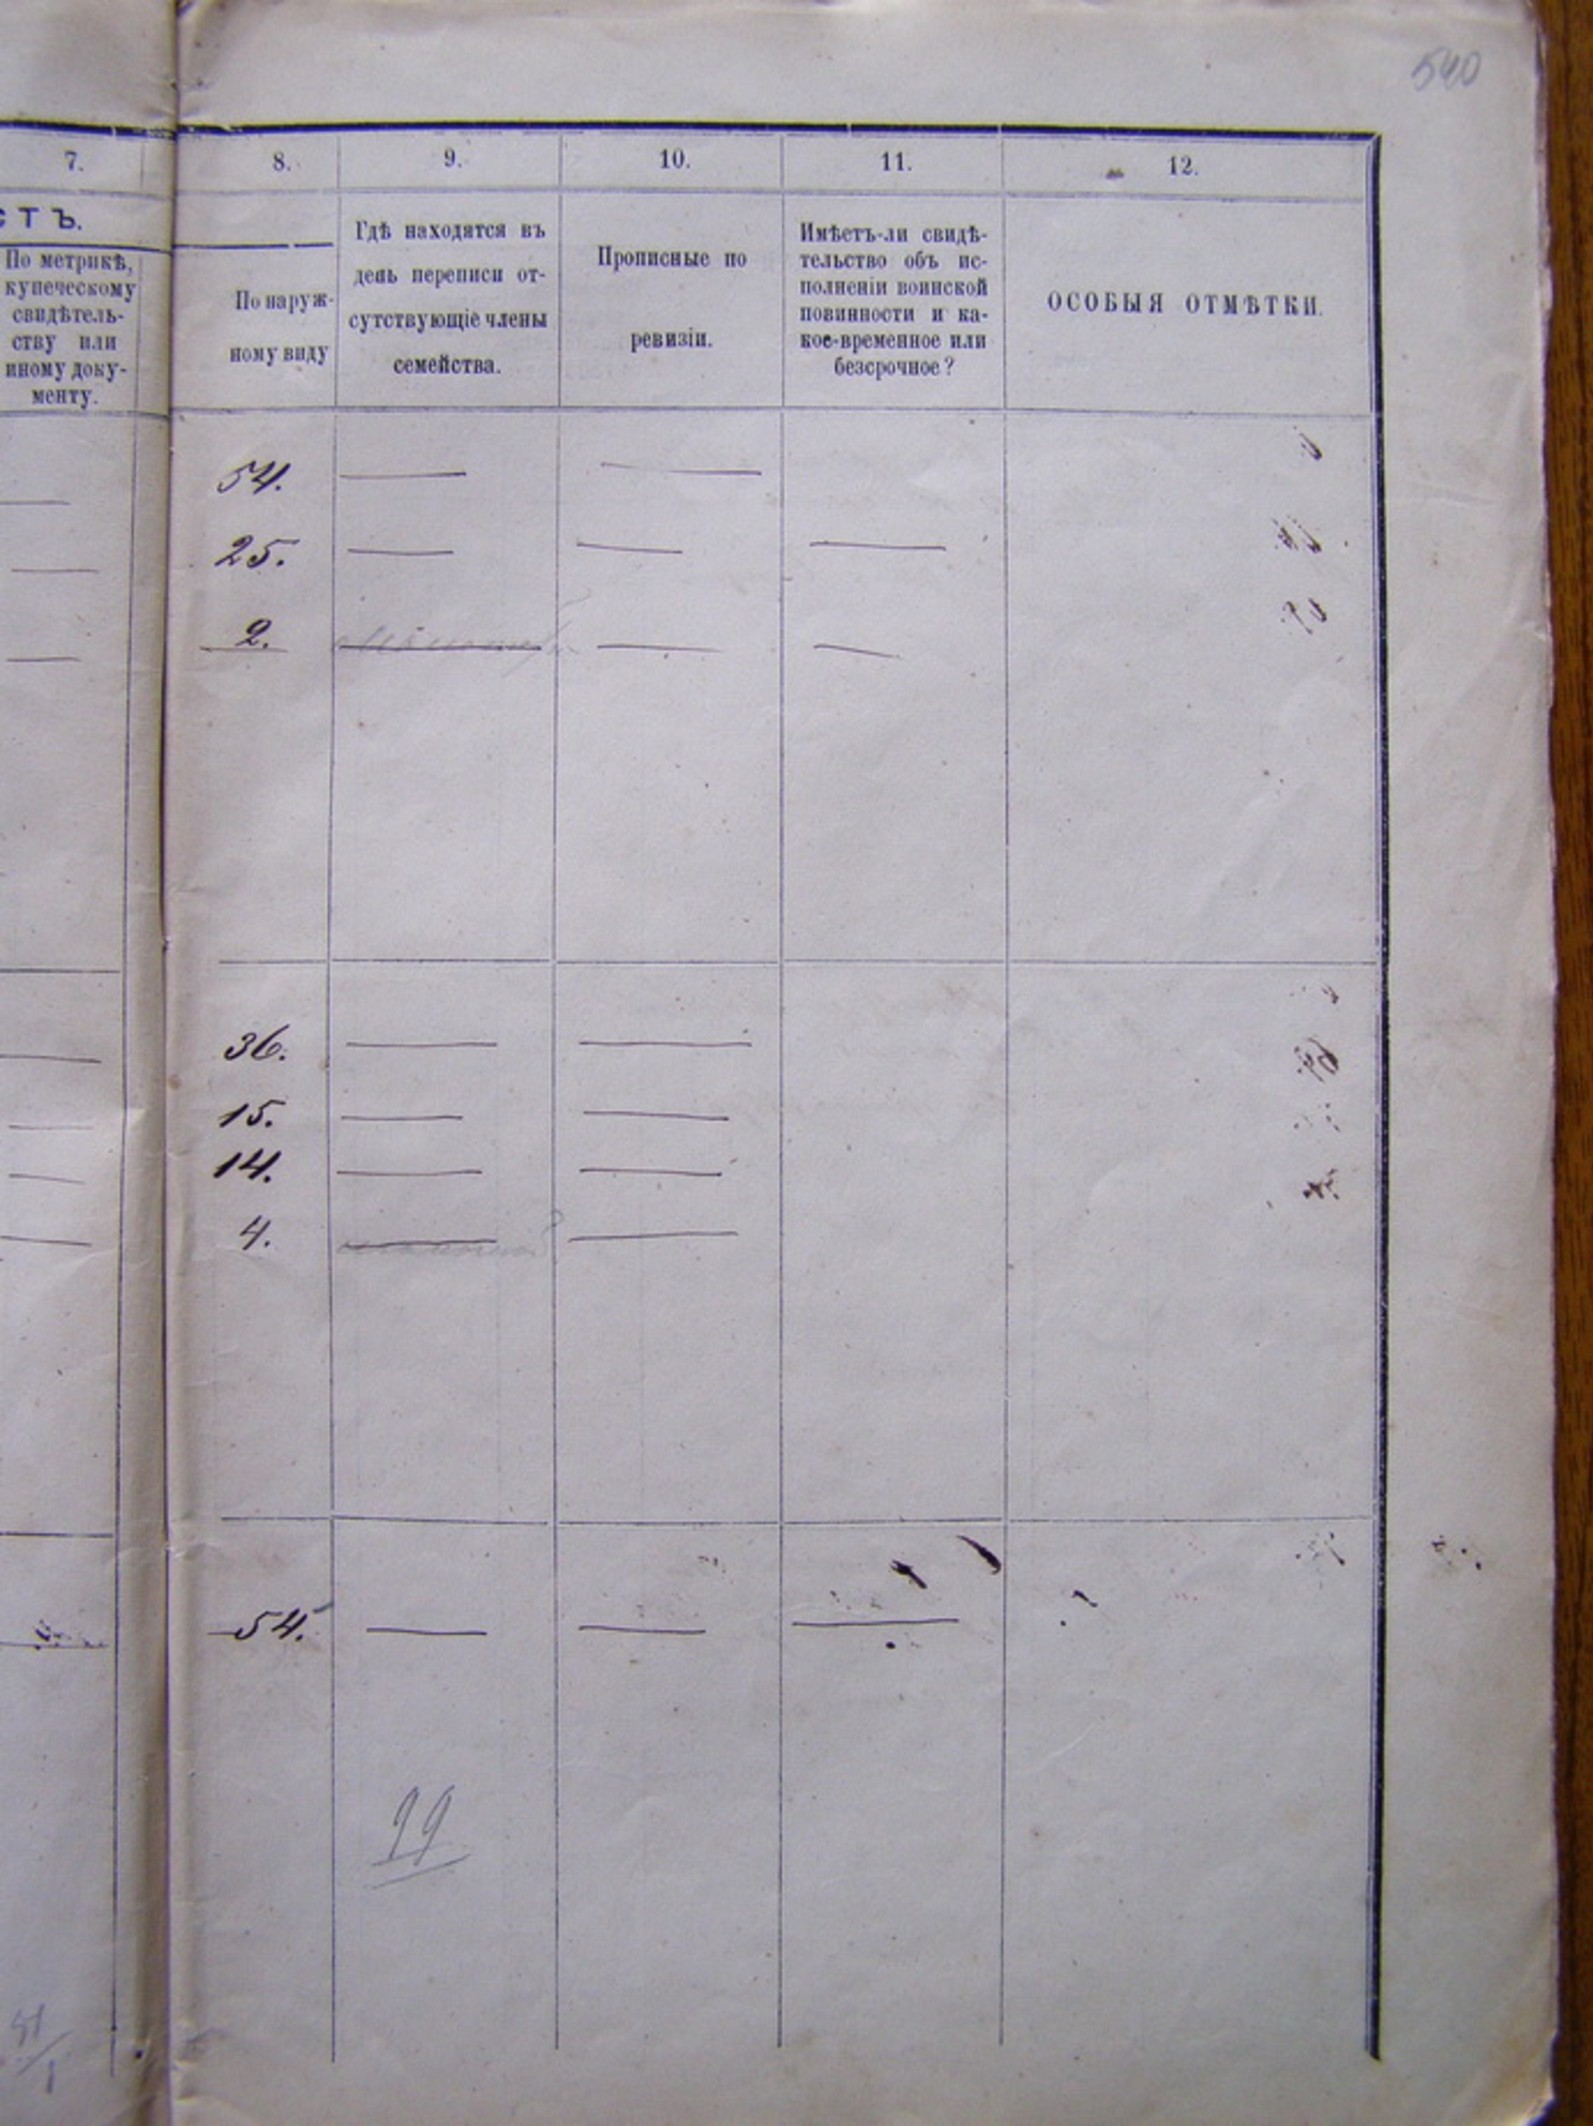 540
7. 8. 9. 10. 11. 12.
СТЪ.
По метрикѣ,
купеческому
свидѣтель-
ству или
иному доку-
менту.
По наруж-
ному виду
Гдѣ находятся въ
день переписи от-
сутствующіе члены
семейства.
Прописные по
ревизіи.
Имѣетъ-ли свидѣ-
тельство объ ис-
полненіи воинской
повинности и ка-
кое-временное или
безсрочное?
ОСОБЫЯ ОТМѢТКИ.
54.
25.
2.
36.
15.
14.
4.
54.